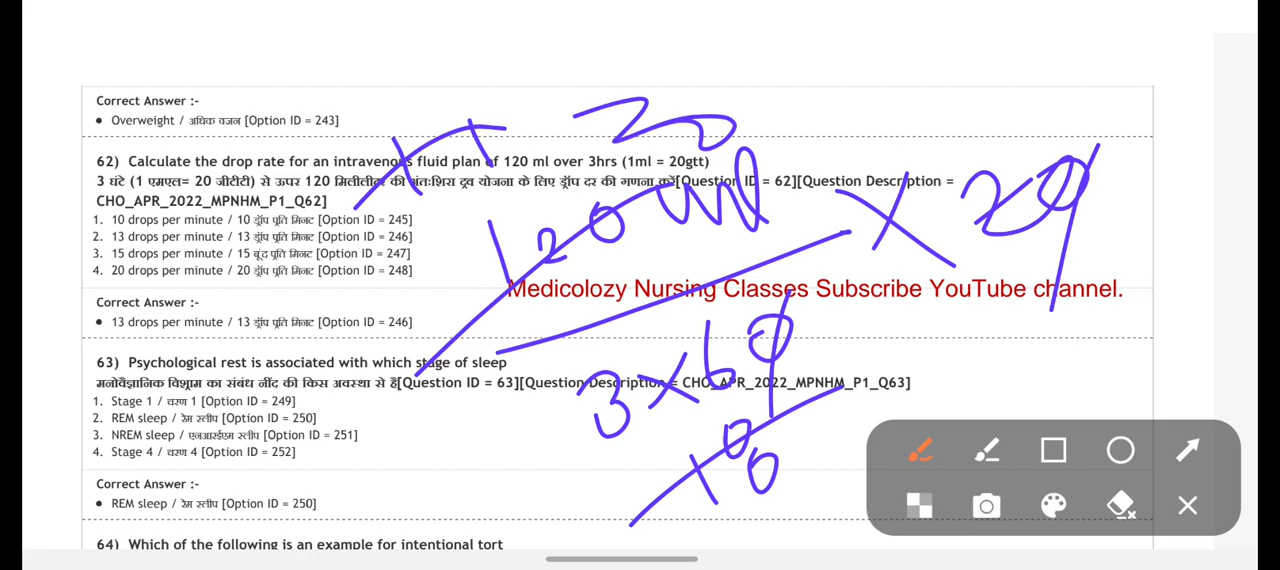 Correct Answer :-
● Overweight / अधिक वजन [Option ID = 243]
62) Calculate the drop rate for an intravenous fluid plan of 120 ml over 3hrs (1ml = 20gtt)
3 घंटे (1 एमएल= 20 जीटीटी) से ऊपर 120 मिलीलीटर की अंतःशिरा द्रव योजना के लिए ड्रॉप दर की गणना करें[Question ID = 62][Question Description =
CHO_APR_2022_MPNHM_P1_Q62]
1. 10 drops per minute / 10 ड्रॉप प्रति मिनट [Option ID = 245]
2. 13 drops per minute / 13 ड्रॉप प्रति मिनट [Option ID = 246]
3. 15 drops per minute / 15 बूंद प्रति मिनट [Option ID = 247]
4. 20 drops per minute / 20 ड्रॉप प्रति मिनट [Option ID = 248]
120 ml × 20
3 × 60
Medicolozy Nursing Classes Subscribe YouTube channel.
Correct Answer :-
● 13 drops per minute / 13 ड्रॉप प्रति मिनट [Option ID = 246]
63) Psychological rest is associated with which stage of sleep
मनोवैज्ञानिक विश्राम का संबंध नींद की किस अवस्था से है[Question ID = 63][Question Description = CHO_APR_2022_MPNHM_P1_Q63]
1. Stage 1 / चरण 1 [Option ID = 249]
2. REM sleep / रेम स्लीप [Option ID = 250]
3. NREM sleep / एनआरईएम स्लीप [Option ID = 251]
4. Stage 4 / चरण 4 [Option ID = 252]
Correct Answer :-
● REM sleep / रेम स्लीप [Option ID = 250]
64) Which of the following is an example for intentional tort